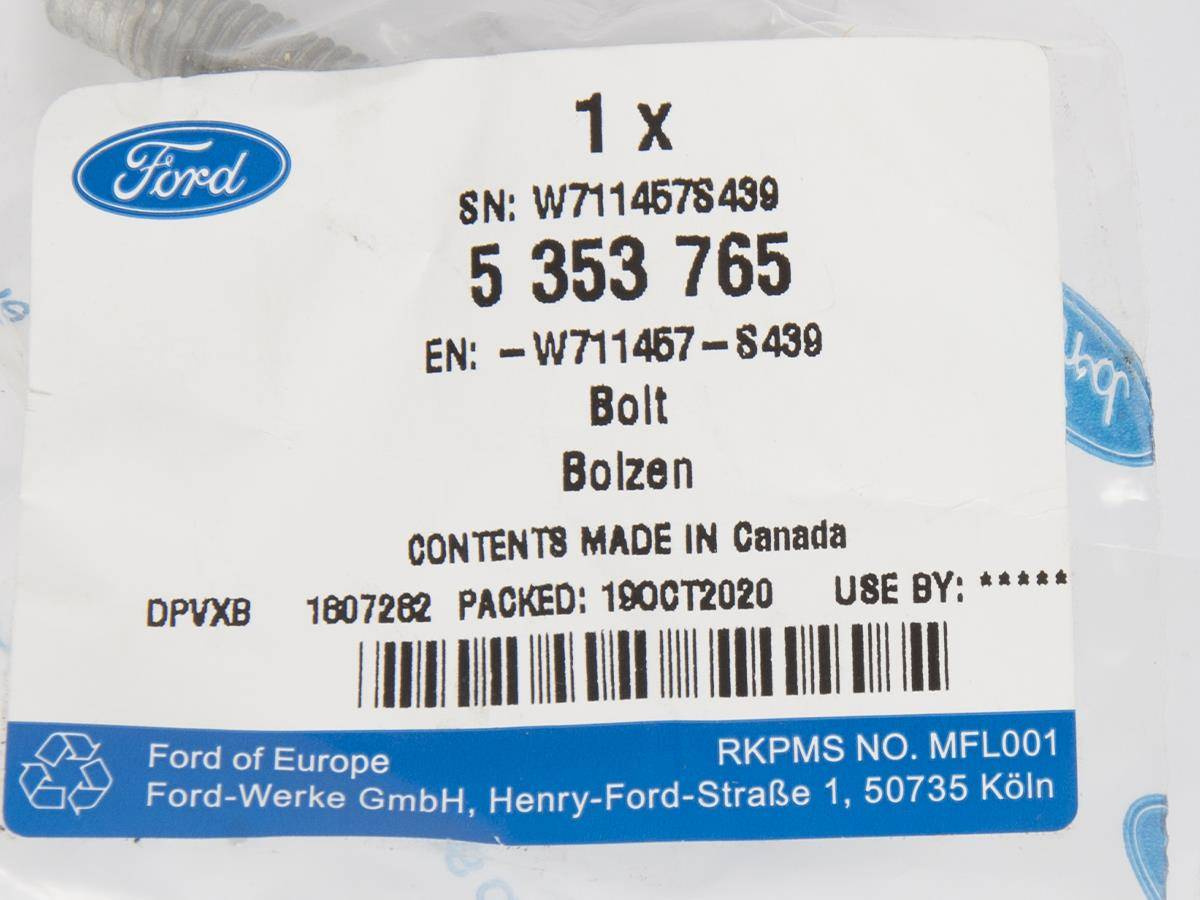 Ford
1 x
SN: W711457S439
5 353 765
EN: -W711457-S439
Bolt
Bolzen
CONTENTS MADE IN Canada
DPVXB 1607262 PACKED: 19OCT2020 USE BY: *****
Ford of Europe
RKPMS NO. MFL001
Ford-Werke GmbH, Henry-Ford-Straße 1, 50735 Köln